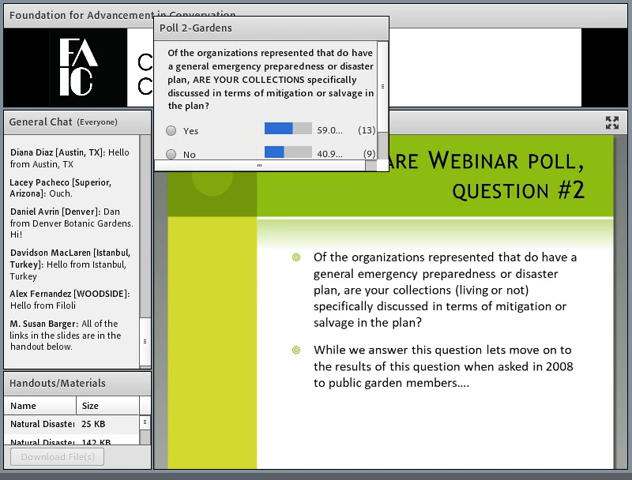 Foundation for Advancement in Conversation
FA
IC
C
C
Poll 2-Gardens
Of the organizations represented that do have
a general emergency preparedness or disaster
plan, ARE YOUR COLLECTIONS specifically
discussed in terms of mitigation or salvage in
the plan?
Yes 59.0... (13)
No 40.9... (9)
General Chat (Everyone)
Diana Diaz [Austin, TX]: Hello
from Austin, TX
Lacey Pacheco [Superior,
Arizona]: Ouch.
Daniel Avrin [Denver]: Dan
from Denver Botanic Gardens.
Hi!
Davidson MacLaren [Istanbul,
Turkey]: Hello from Istanbul,
Turkey
Alex Fernandez [WOODSIDE]:
Hello from Filoli
M. Susan Barger: All of the
links in the slides are in the
handout below.
Handouts/Materials
Name Size
Natural Disaster 25 KB
Natural Disaster 142 KB
Download File(s)
ARE WEBINAR POLL,
QUESTION #2
Of the organizations represented that do have a
general emergency preparedness or disaster
plan, are your collections (living or not)
specifically discussed in terms of mitigation or
salvage in the plan?
While we answer this question lets move on to
the results of this question when asked in 2008
to public garden members....